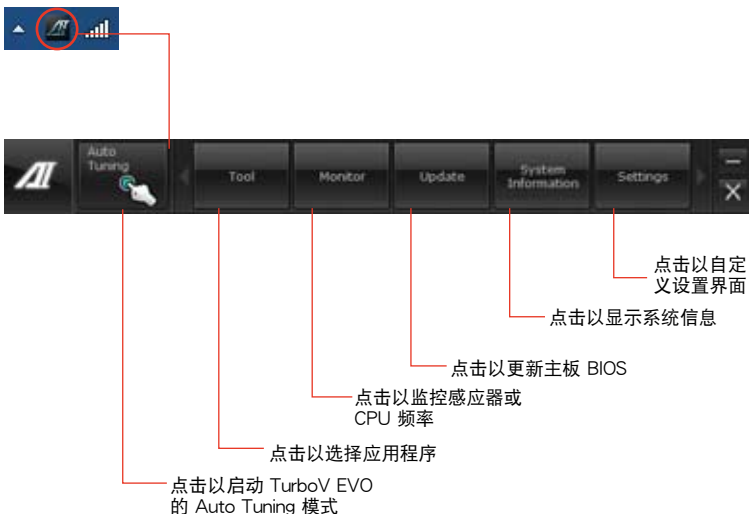 Auto
Tuning
Tool
Monitor
Update
System
Information
Settings
点击以自定
义设置界面
点击以显示系统信息
点击以更新主板 BIOS
点击以监控感应器或
CPU 频率
点击以选择应用程序
点击以启动 TurboV EVO
的 Auto Tuning 模式